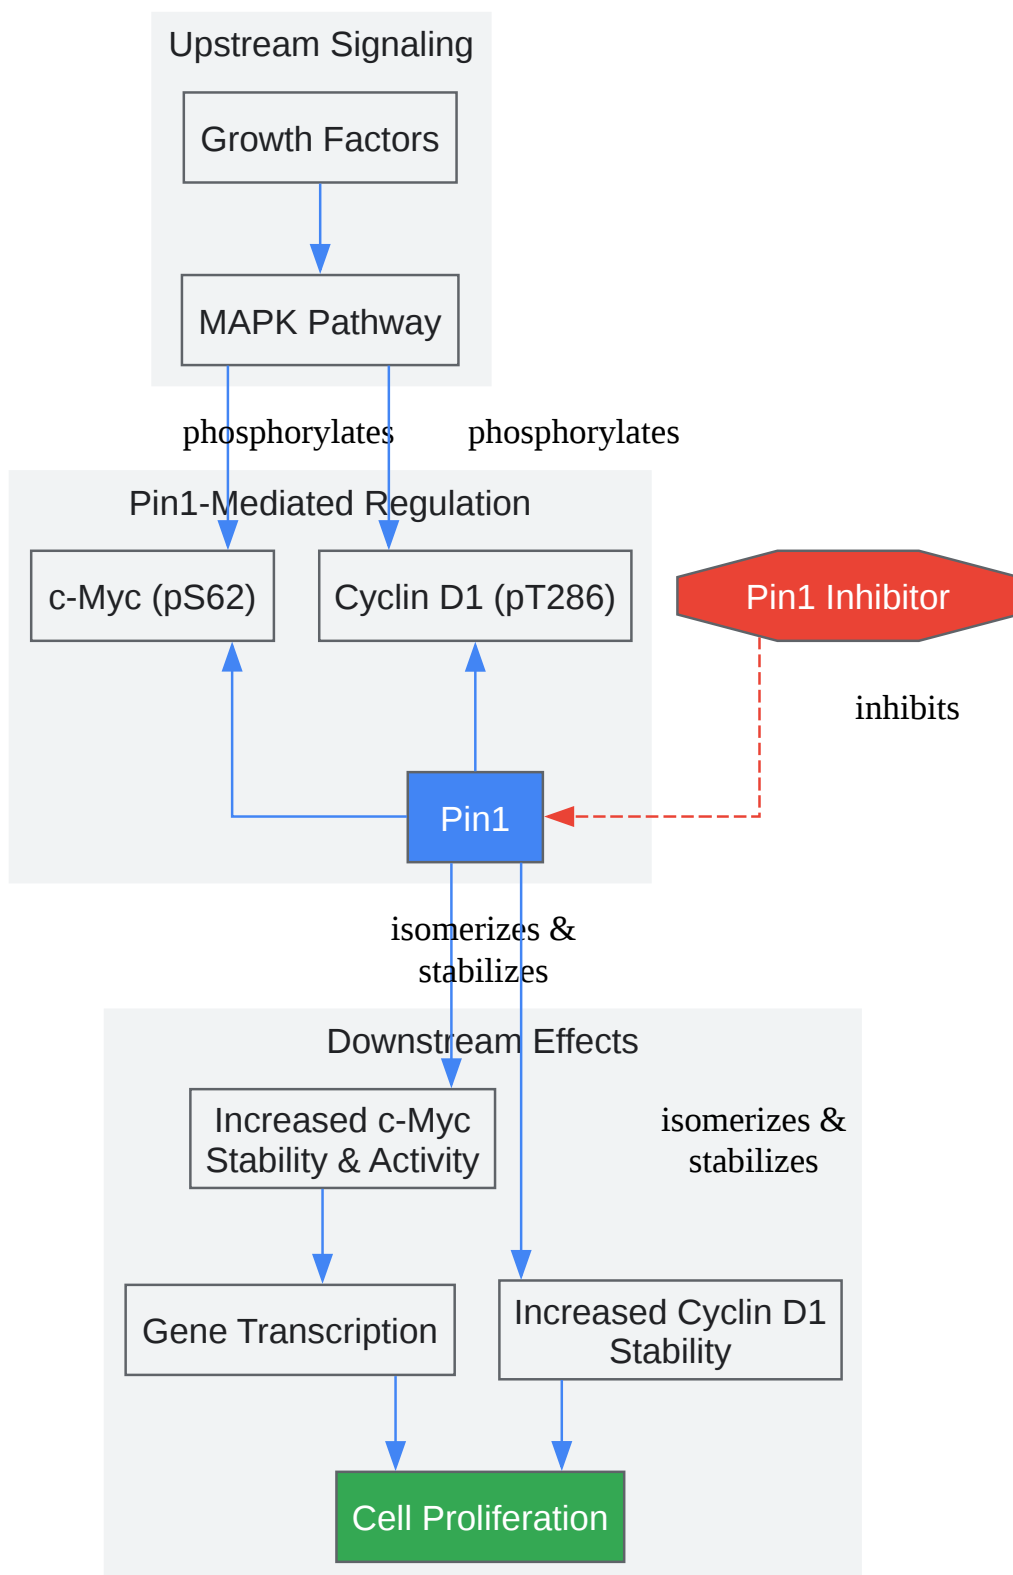 Upstream Signaling
Growth Factors
MAPK Pathway
phosphorylates
phosphorylates
Pin1-Mediated Regulation
c-Myc (pS62)
Cyclin D1 (pT286)
Pin1 Inhibitor
inhibits
Pin1
isomerizes &
stabilizes
Downstream Effects
Increased c-Myc
Stability & Activity
isomerizes &
stabilizes
Gene Transcription
Increased Cyclin D1
Stability
Cell Proliferation